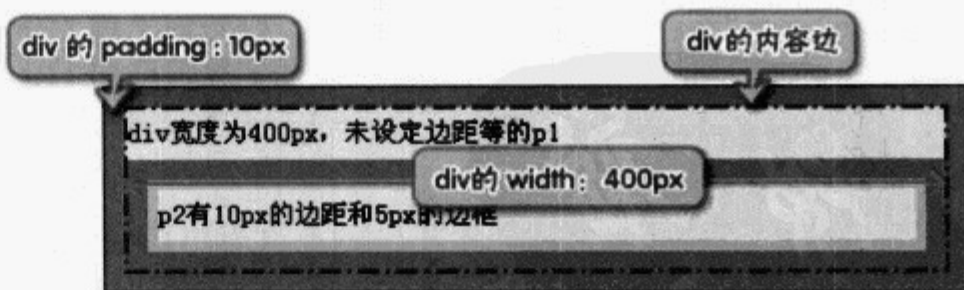 div 的 padding : 10px
div的内容边
div宽度为400px，未设定边距等的p1
div的 width： 400px
p2有10px的边距和5px的边框